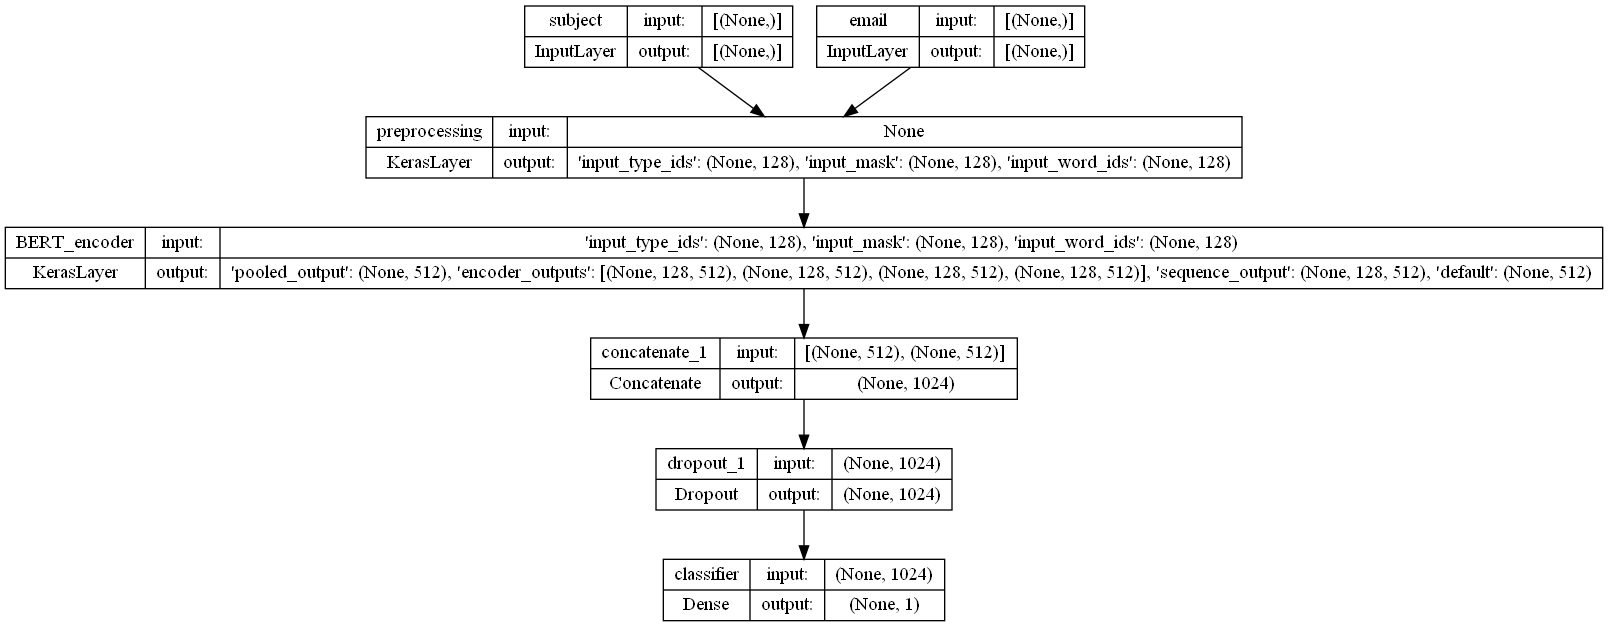 subject input: [(None,)] email input: [(None,)]
InputLayer output: [(None,)] InputLayer output: [(None,)]
preprocessing input: None
KerasLayer output: 'input_type_ids': (None, 128), 'input_mask': (None, 128), 'input_word_ids': (None, 128)
BERT_encoder input: 'input_type_ids': (None, 128), 'input_mask': (None, 128), 'input_word_ids': (None, 128)
KerasLayer output: 'pooled_output': (None, 512), 'encoder_outputs': [(None, 128, 512), (None, 128, 512), (None, 128, 512), (None, 128, 512)], 'sequence_output': (None, 128, 512), 'default': (None, 512)
concatenate_1 input: [(None, 512), (None, 512)]
Concatenate output: (None, 1024)
dropout_1 input: (None, 1024)
Dropout output: (None, 1024)
classifier input: (None, 1024)
Dense output: (None, 1)